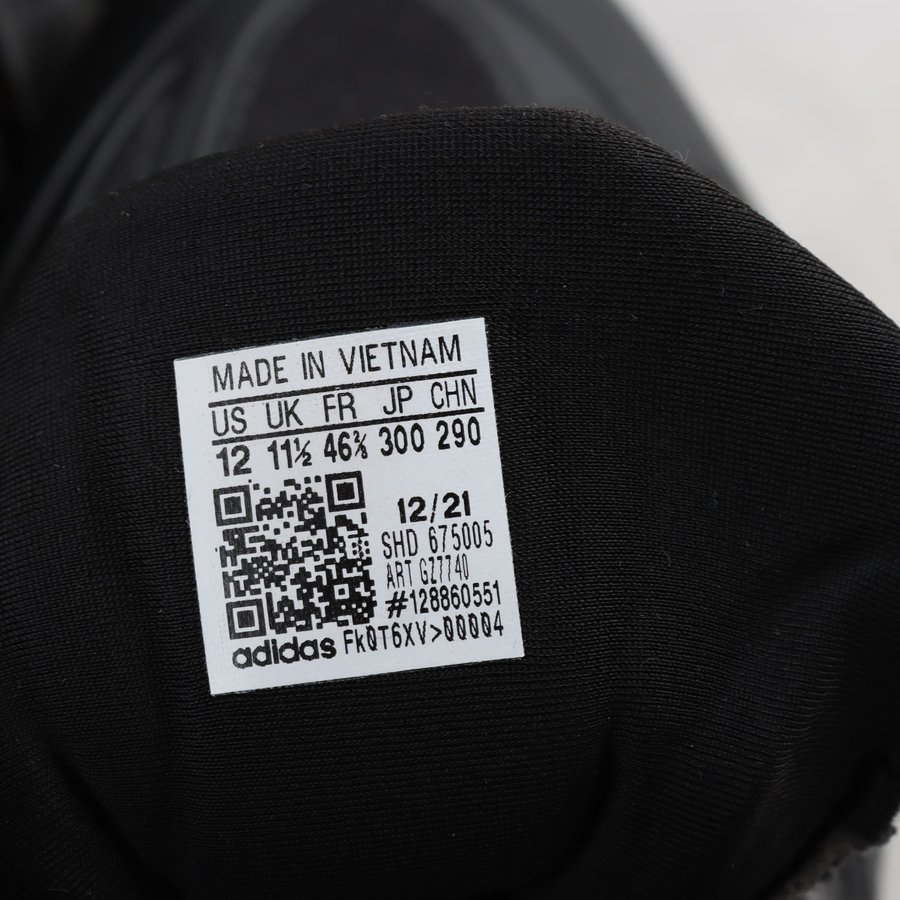 MADE IN VIETNAM
US UK FR JP CHN
12 11½ 46⅔ 300 290
12/21
SHD 675005
ART GZ7740
#128860551
adidas FkQT6XV>00004